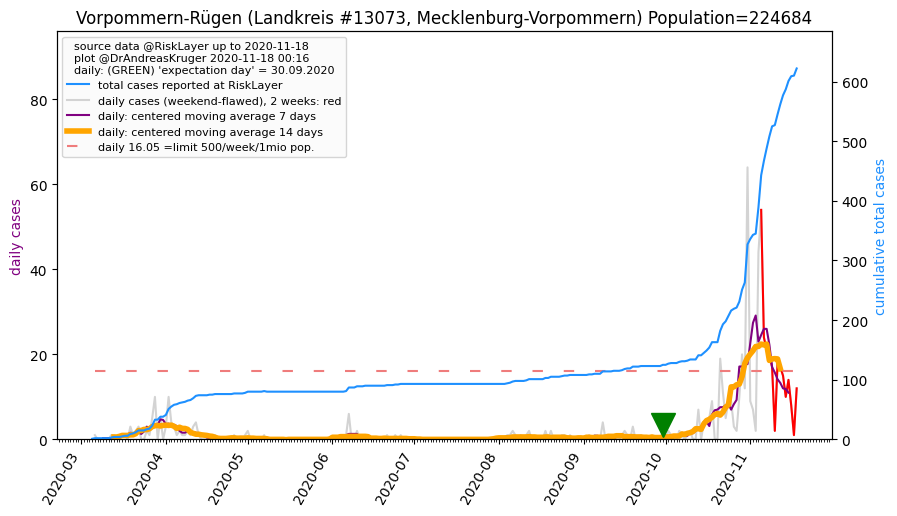 Vorpommern-Rügen (Landkreis #13073, Mecklenburg-Vorpommern) Population=224684
source data @RiskLayer up to 2020-11-18
plot @DrAndreasKruger 2020-11-18 00:16
daily: (GREEN) 'expectation day' = 30.09.2020
total cases reported at RiskLayer
daily cases (weekend-flawed), 2 weeks: red
daily: centered moving average 7 days
daily: centered moving average 14 days
daily 16.05 =limit 500/week/1mio pop.
daily cases
80
60
40
20
0
cumulative total cases
600
500
400
300
200
100
0
2020-03
2020-04
2020-05
2020-06
2020-07
2020-08
2020-09
2020-10
2020-11